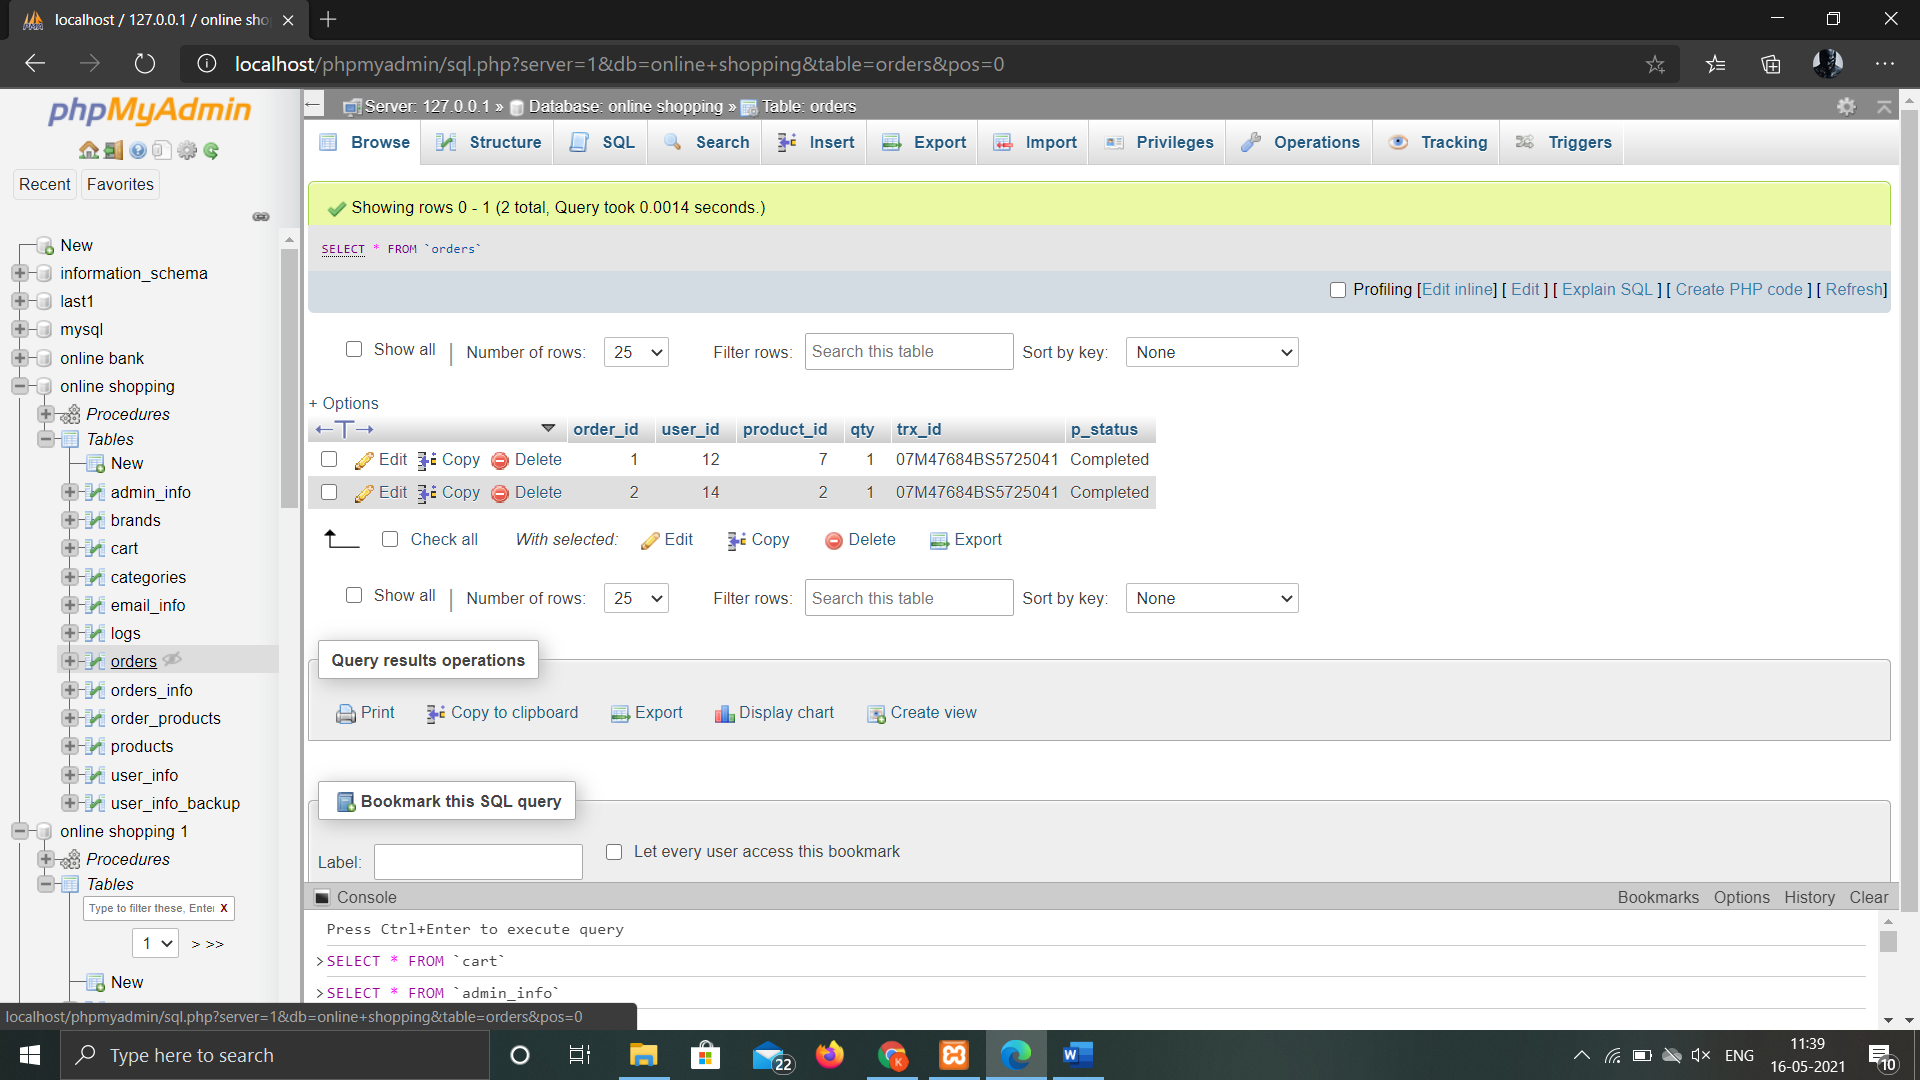 localhost / 127.0.0.1 / online sho
localhost/phpmyadmin/sql.php?server=1&db=online+shopping&table=orders&pos=0
phpMyAdmin
Recent Favorites
New
information_schema
last1
mysql
online bank
online shopping
Procedures
Tables
New
admin_info
brands
cart
categories
email_info
logs
orders
orders_info
order_products
products
user_info
user_info_backup
online shopping 1
Procedures
Tables
Type to filter these, Enter X
1 > >>
New
Server: 127.0.0.1 » Database: online shopping » Table: orders
Browse Structure SQL Search Insert Export Import Privileges Operations Tracking Triggers
Showing rows 0 - 1 (2 total, Query took 0.0014 seconds.)
SELECT * FROM `orders`
Profiling [Edit inline] [ Edit ] [ Explain SQL ] [ Create PHP code ] [ Refresh]
Show all | Number of rows: 25 Filter rows: Search this table Sort by key: None
+ Options
←T→ order_id user_id product_id qty trx_id p_status
Edit Copy Delete 1 12 7 1 07M47684BS5725041 Completed
Edit Copy Delete 2 14 2 1 07M47684BS5725041 Completed
Check all With selected: Edit Copy Delete Export
Show all | Number of rows: 25 Filter rows: Search this table Sort by key: None
Query results operations
Print Copy to clipboard Export Display chart Create view
Bookmark this SQL query
Label: Let every user access this bookmark
Console Bookmarks Options History Clear
Press Ctrl+Enter to execute query
>SELECT * FROM `cart`
>SELECT * FROM `admin_info`
localhost/phpmyadmin/sql.php?server=1&db=online+shopping&table=orders&pos=0
Type here to search
22
K
W
ENG
11:39
16-05-2021
10